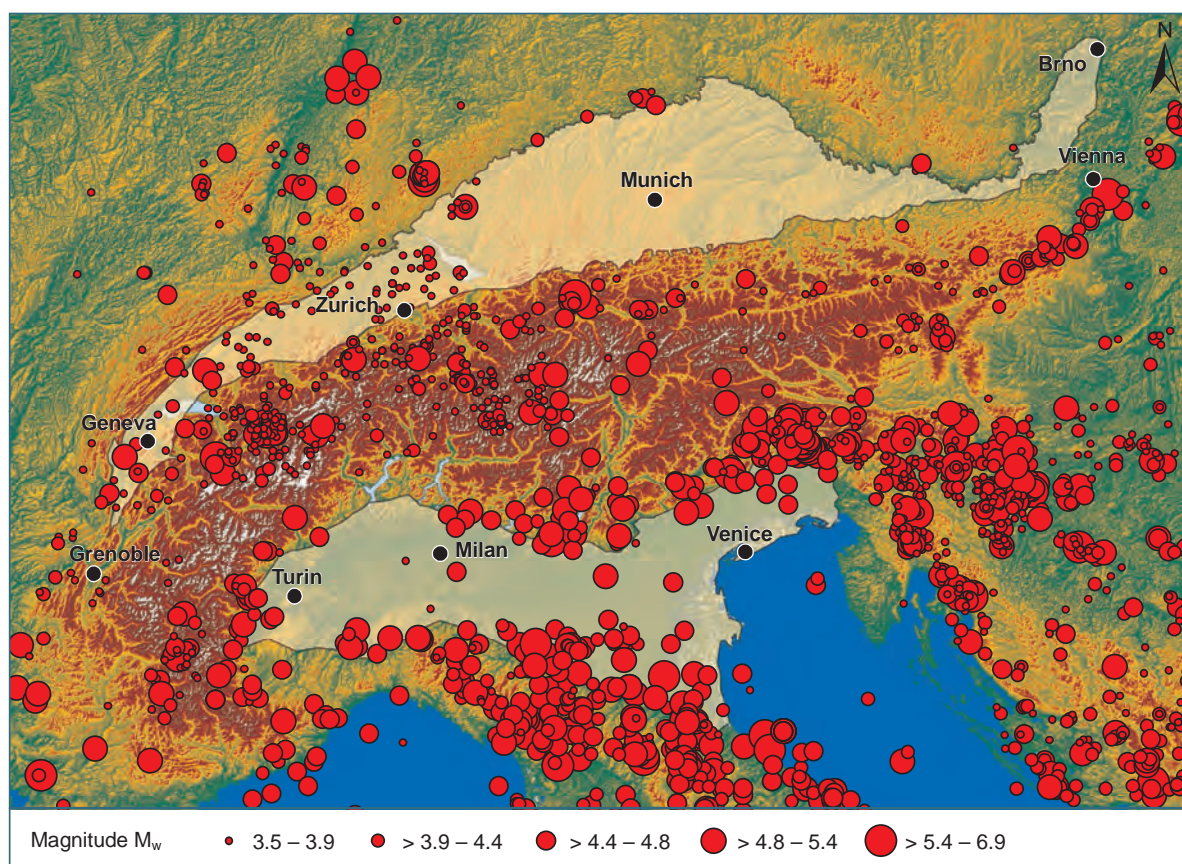 N
Brno
Vienna
Munich
Zurich
Geneva
Grenoble
Turin
Milan
Venice
Magnitude Mw 3.5 – 3.9 > 3.9 – 4.4 > 4.4 – 4.8 > 4.8 – 5.4 > 5.4 – 6.9